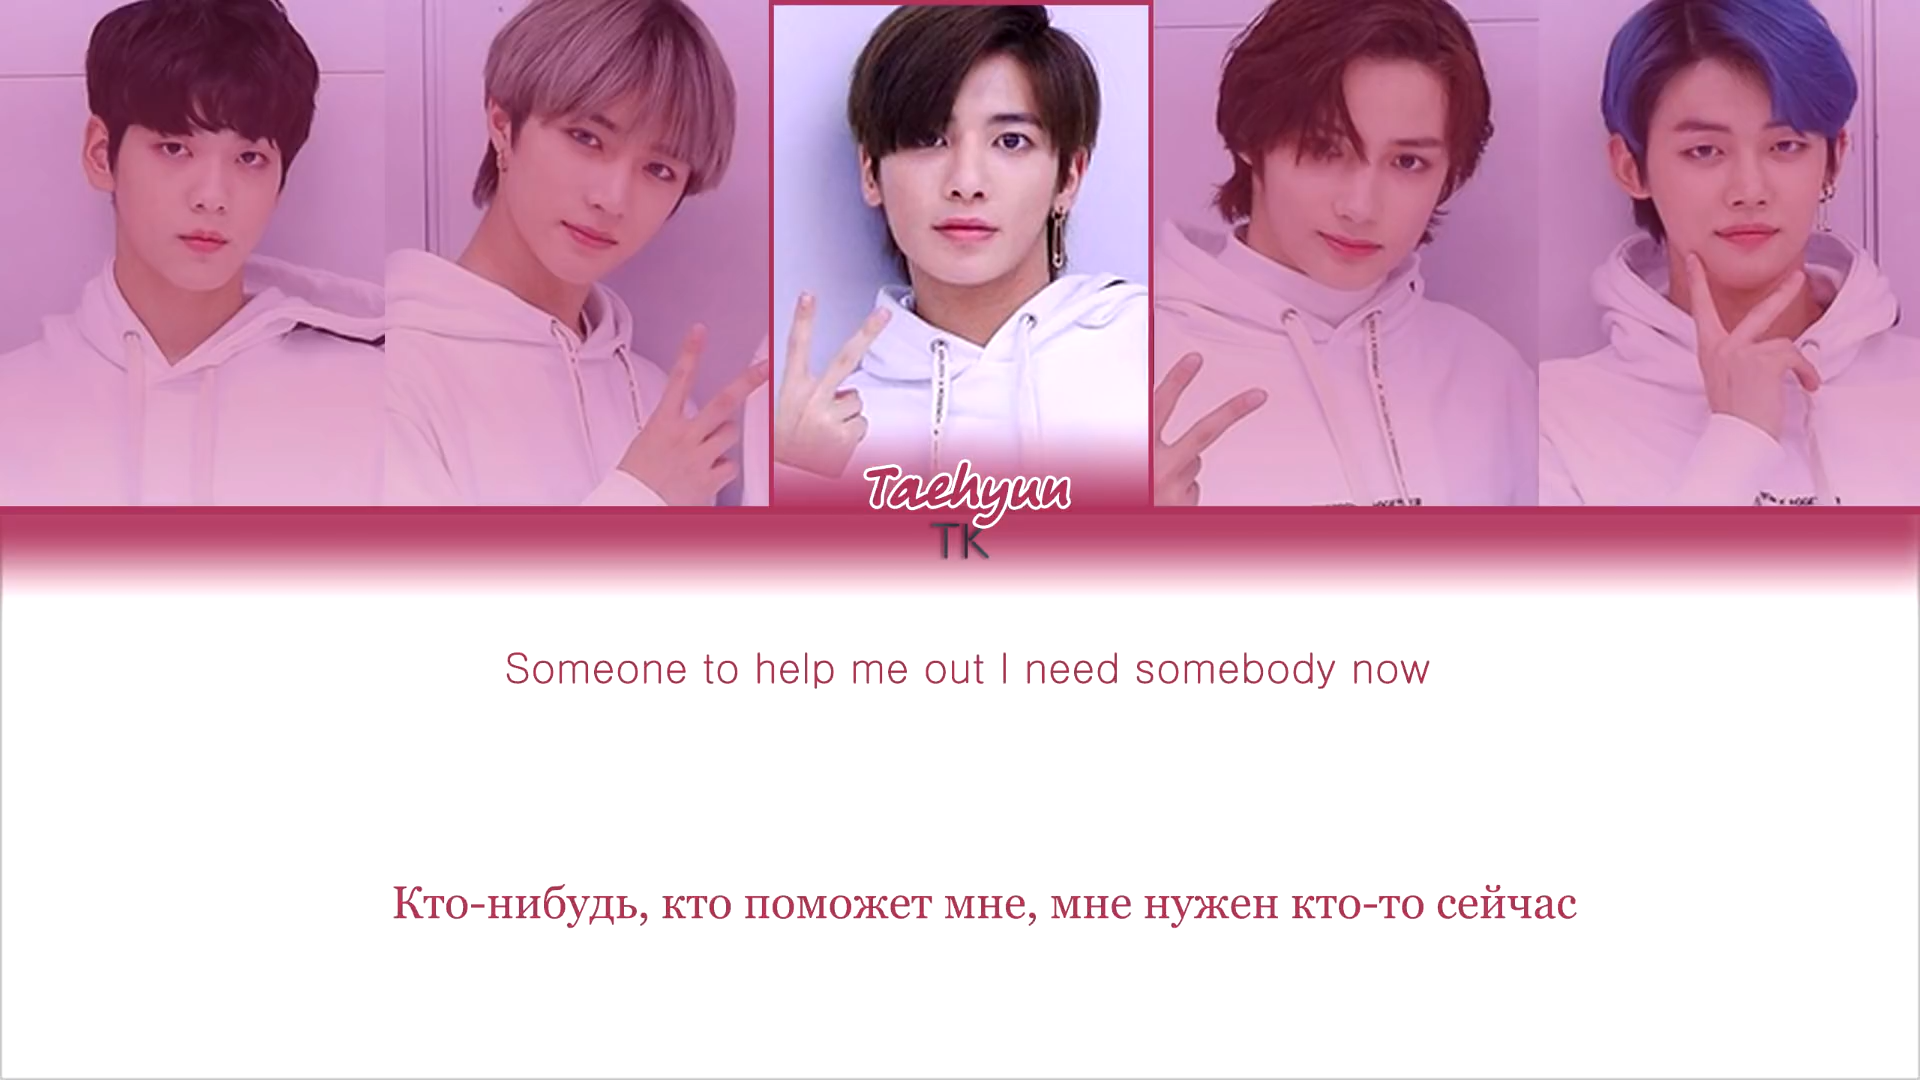 Taehyun
TK
Someone to help me out I need somebody now
Кто-нибудь, кто поможет мне, мне нужен кто-то сейчас